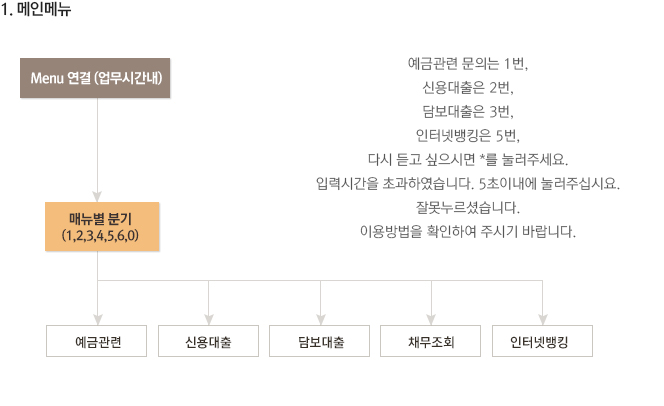 1. 메인메뉴
Menu 연결 (업무시간내)
예금관련 문의는 1번,
신용대출은 2번,
담보대출은 3번,
인터넷뱅킹은 5번,
다시 듣고 싶으시면 *를 눌러주세요.
입력시간을 초과하였습니다. 5초이내에 눌러주십시요.
잘못누르셨습니다.
이용방법을 확인하여 주시기 바랍니다.
매뉴별 분기
(1,2,3,4,5,6,0)
예금관련
신용대출
담보대출
채무조회
인터넷뱅킹